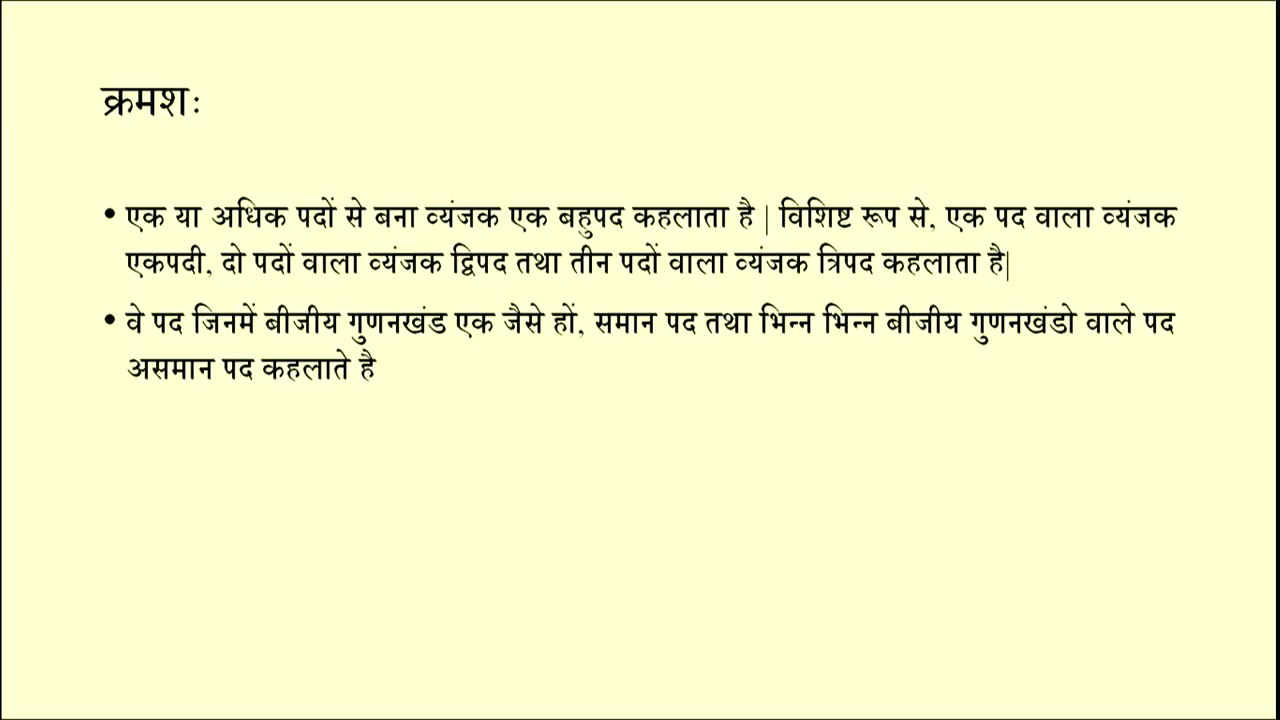 क्रमशः
• एक या अधिक पदों से बना व्यंजक एक बहुपद कहलाता है | विशिष्ट रूप से, एक पद वाला व्यंजक
एकपदी, दो पदों वाला व्यंजक द्विपद तथा तीन पदों वाला व्यंजक त्रिपद कहलाता है|
• वे पद जिनमें बीजीय गुणनखंड एक जैसे हों, समान पद तथा भिन्न भिन्न बीजीय गुणनखंडो वाले पद
असमान पद कहलाते है